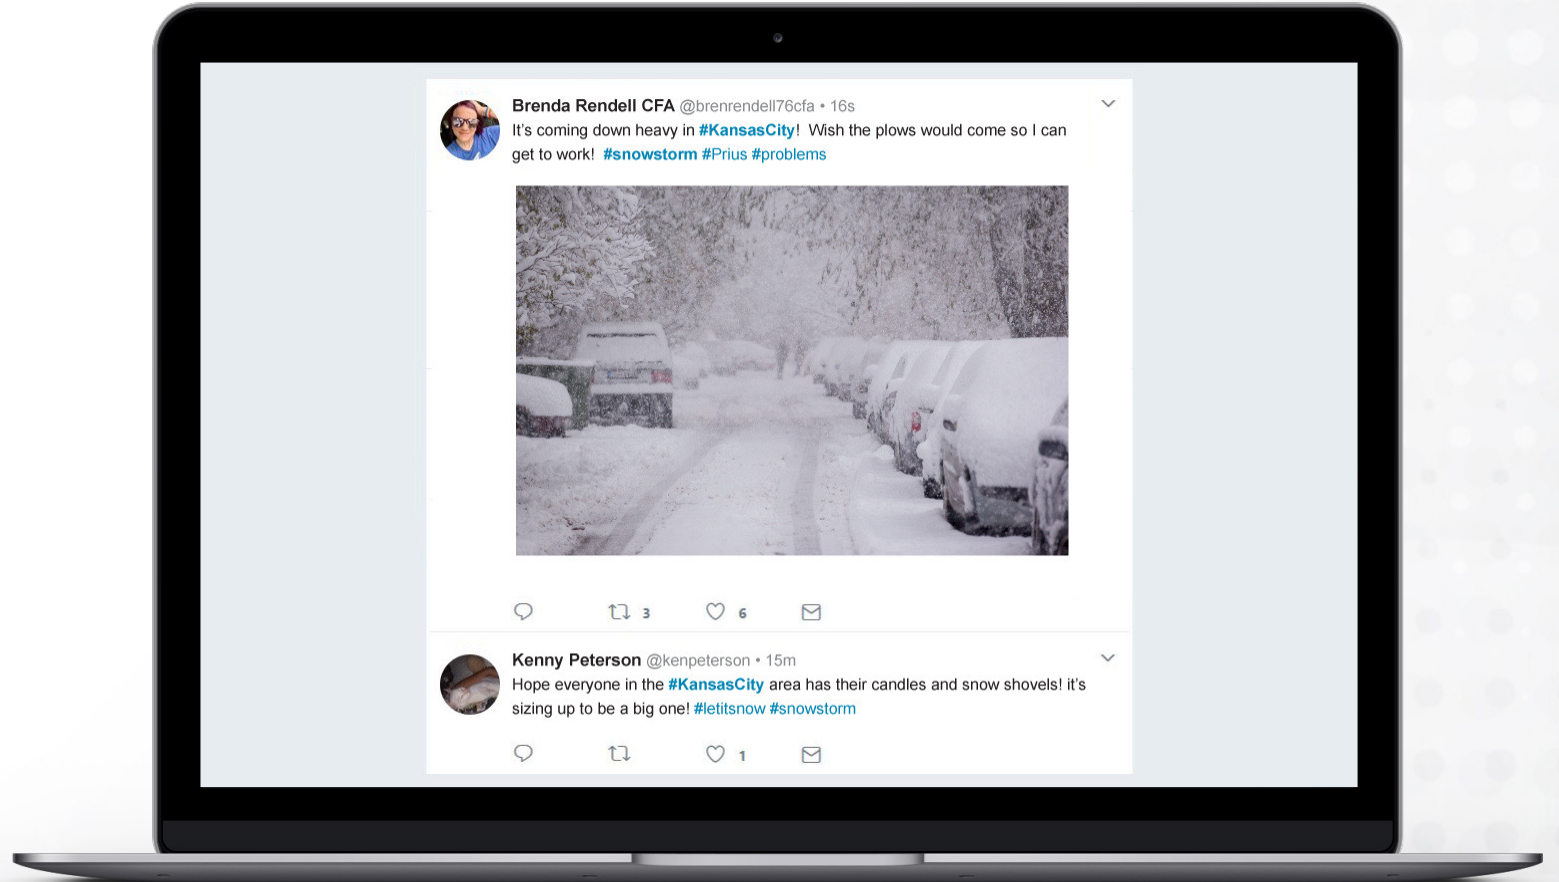 Brenda Rendell CFA @brenrendell76cfa • 16s
It's coming down heavy in #KansasCity!  Wish the plows would come so I can
get to work!  #snowstorm #Prius #problems
3 6
Kenny Peterson @kenpeterson • 15m
Hope everyone in the #KansasCity area has their candles and snow shovels! it's
sizing up to be a big one! #letitsnow #snowstorm
1